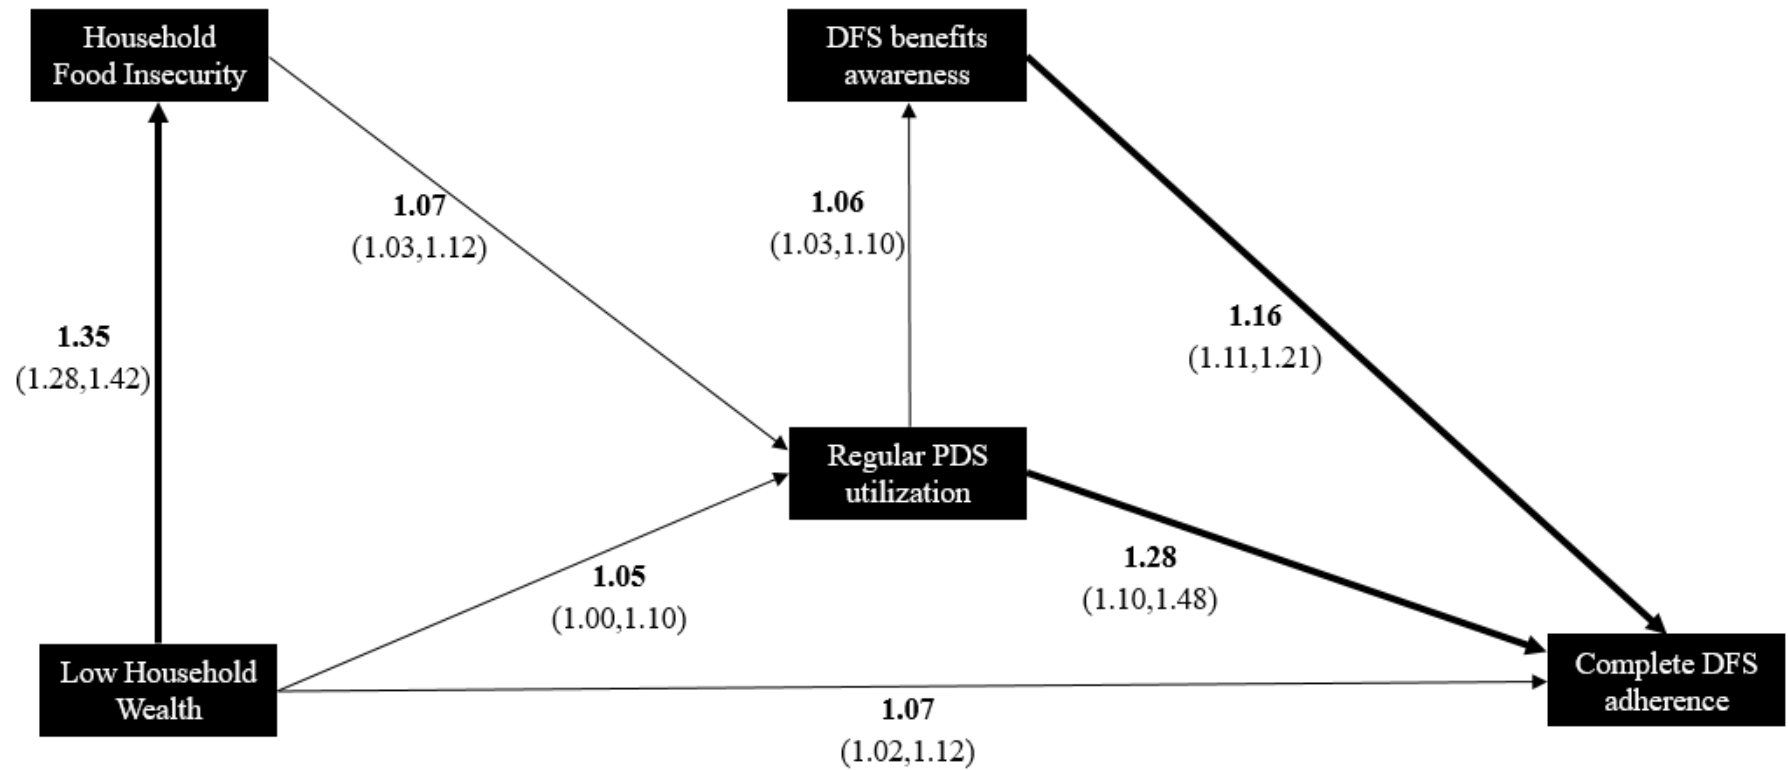 Household
Food Insecurity
DFS benefits
awareness
1.07
(1.03,1.12)
1.06
(1.03,1.10)
1.35
(1.28,1.42)
1.16
(1.11,1.21)
Regular PDS
utilization
1.05
(1.00,1.10)
1.28
(1.10,1.48)
Low Household
Wealth
Complete DFS
adherence
1.07
(1.02,1.12)